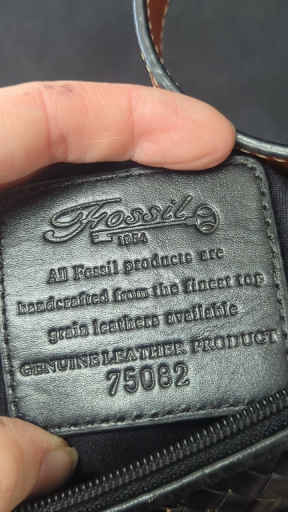 Fossil
1954
All Fossil products are
handcrafted from the finest top
grain leathers available
GENUINE LEATHER PRODUCT
75082